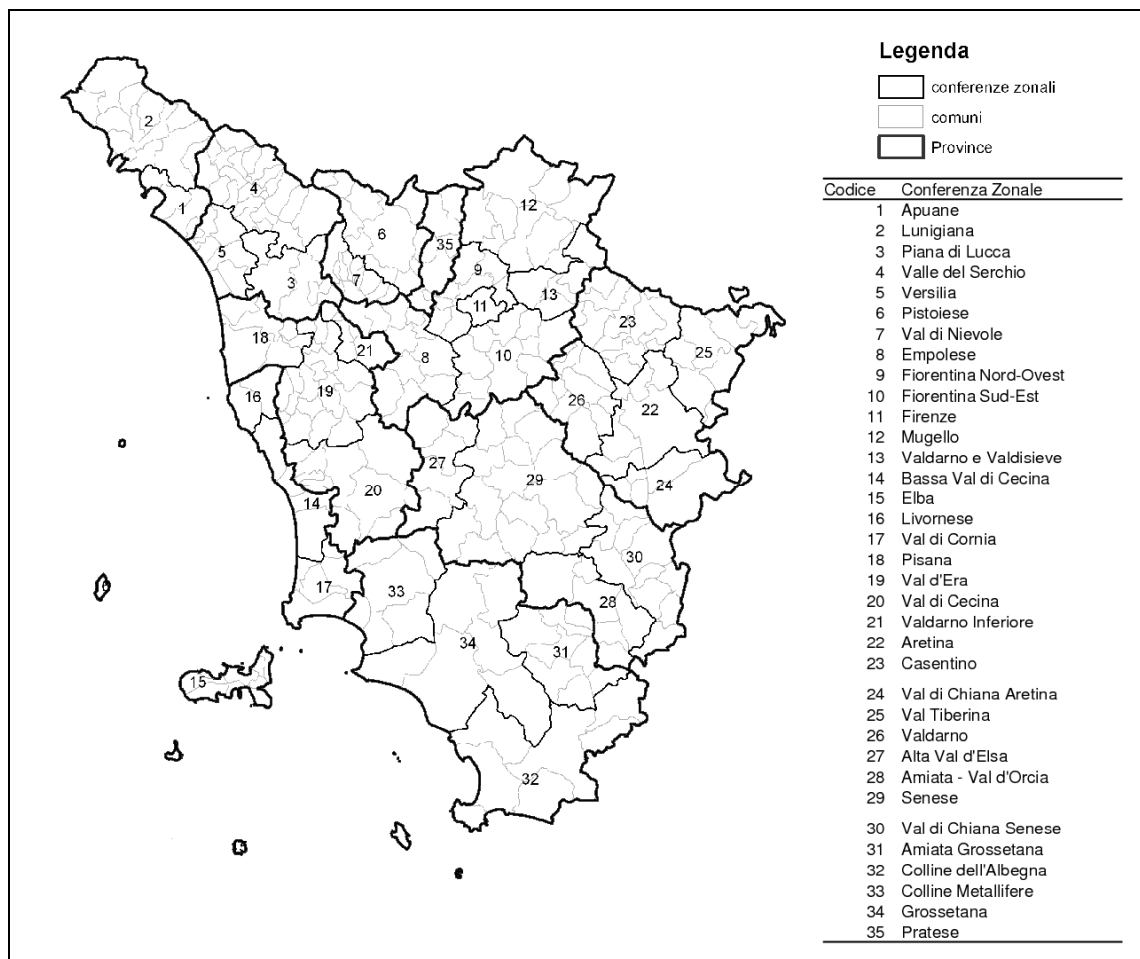 Legenda
conferenze zonali
comuni
Province
Codice Conferenza Zonale
1 Apuane
2 Lunigiana
3 Piana di Lucca
4 Valle del Serchio
5 Versilia
6 Pistoiese
7 Val di Nievole
8 Empolese
9 Fiorentina Nord-Ovest
10 Fiorentina Sud-Est
11 Firenze
12 Mugello
13 Valdarno e Valdisieve
14 Bassa Val di Cecina
15 Elba
16 Livornese
17 Val di Cornia
18 Pisana
19 Val d'Era
20 Val di Cecina
21 Valdarno Inferiore
22 Aretina
23 Casentino
24 Val di Chiana Aretina
25 Val Tiberina
26 Valdarno
27 Alta Val d'Elsa
28 Amiata - Val d'Orcia
29 Senese
30 Val di Chiana Senese
31 Amiata Grossetana
32 Colline dell'Albegna
33 Colline Metallifere
34 Grossetana
35 Pratese
2
4
1
12
6
35
5
9
3
7
13
11
23
18
21
8
10
25
16
19
26
22
27
29
24
20
14
30
17
33
28
34
31
15
32